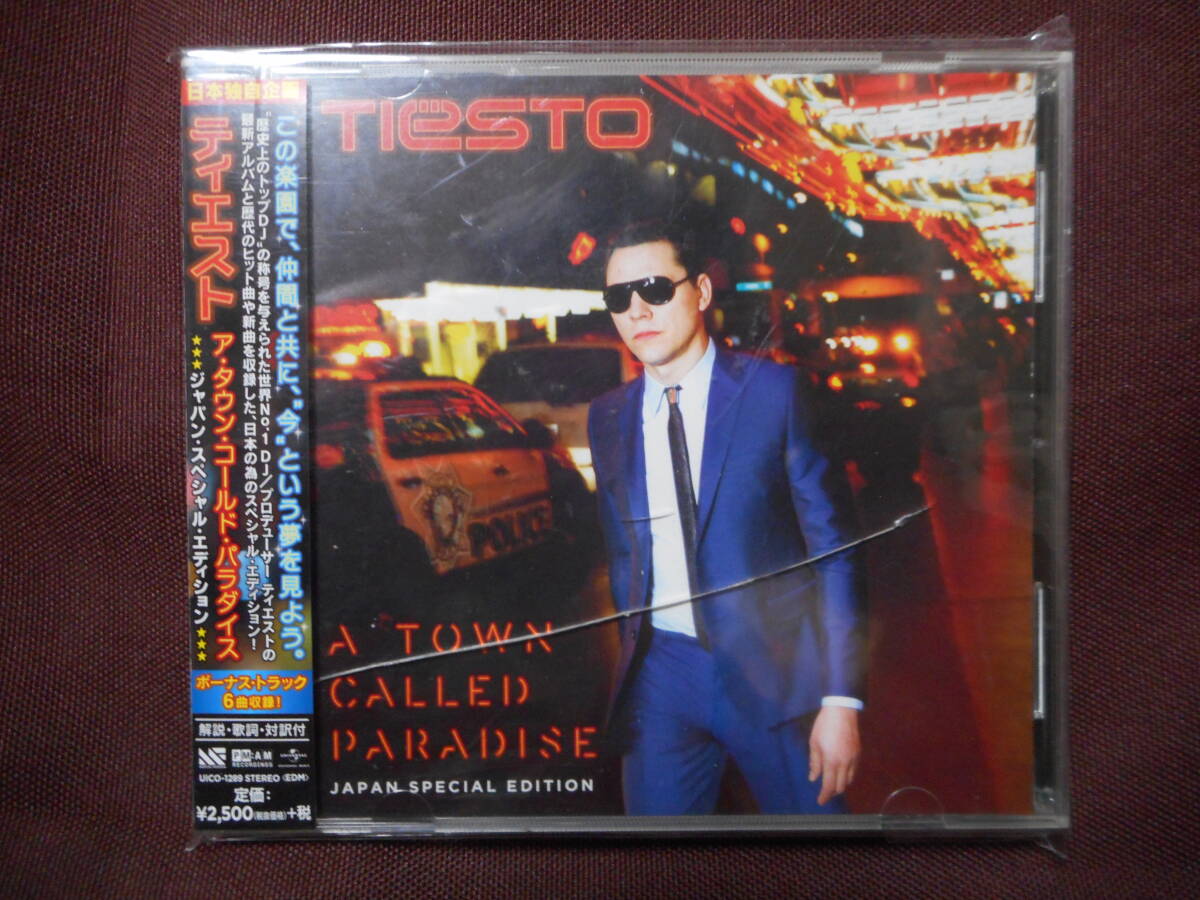 日本独自企画
この楽園で、仲間と共に、"今"という夢を見よう。
"歴史上のトップDJ"の称号を与えられた世界No.1 DJ/プロデューサー ティエストの
最新アルバムと歴代のヒット曲や新曲を収録した、日本の為のスペシャル・エディション！
ティエスト
ア・タウン・コールド・パラダイス
★★★ジャパン・スペシャル・エディション★★★
ボーナス・トラック
6曲収録！
解説・歌詞・対訳付
PM:AM
RECORDINGS
UNIVERSAL
UICO-1289 STEREO 〈EDM〉
定価：
¥2,500(税抜価格)+税
TIËSTO
POLICE
A TOWN
CALLED
PARADISE
JAPAN SPECIAL EDITION